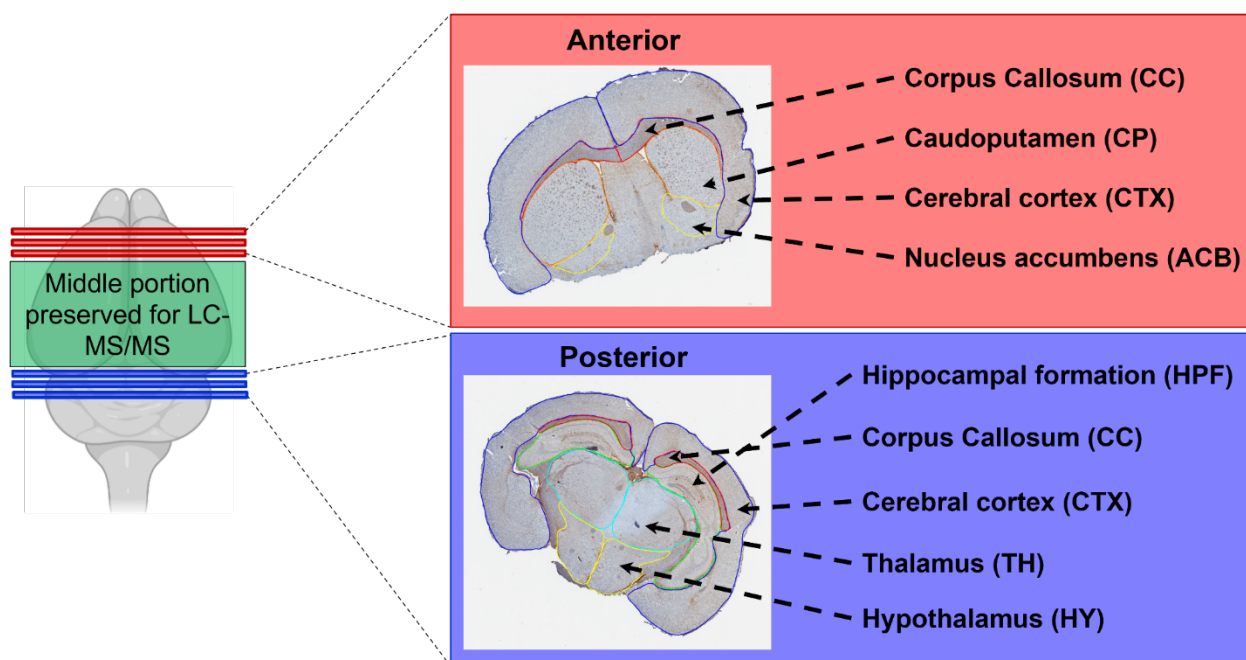 Middle portion
preserved for LC-
MS/MS
Anterior
Corpus Callosum (CC)
Caudoputamen (CP)
Cerebral cortex (CTX)
Nucleus accumbens (ACB)
Posterior
Hippocampal formation (HPF)
Corpus Callosum (CC)
Cerebral cortex (CTX)
Thalamus (TH)
Hypothalamus (HY)